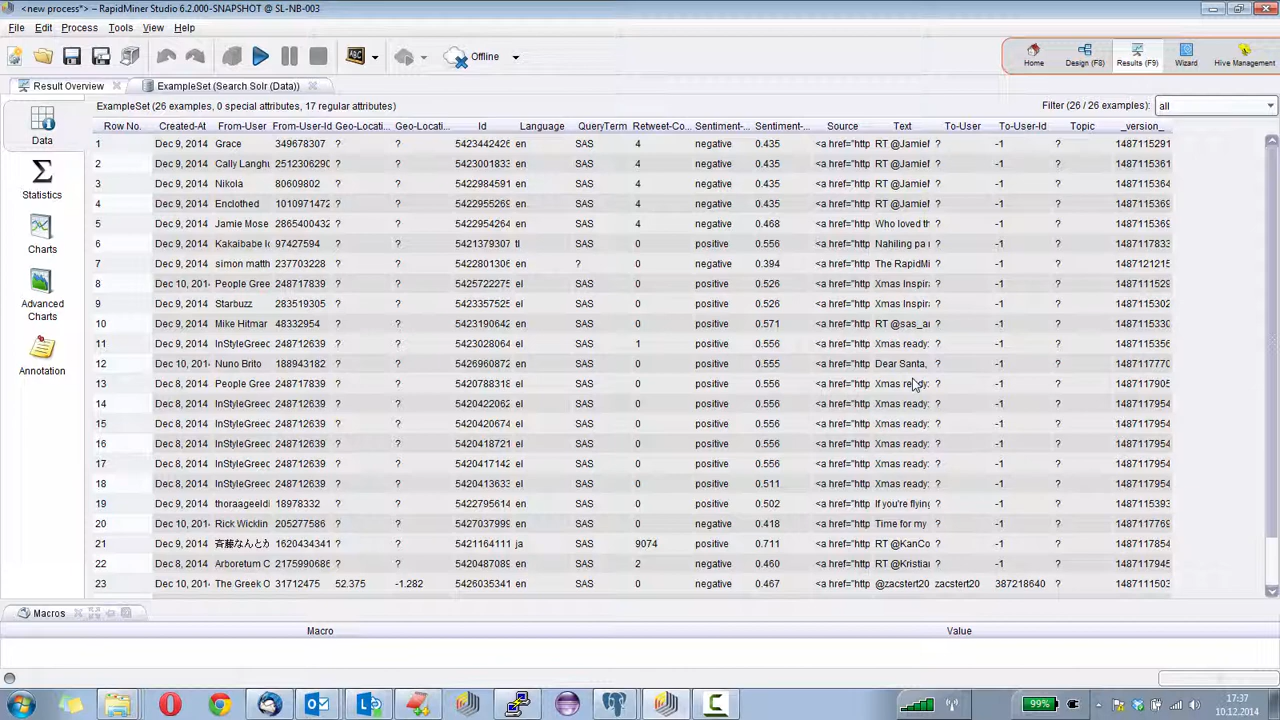 <new process*> – RapidMiner Studio 6.2.000-SNAPSHOT @ SL-NB-003
File Edit Process Tools View Help
Offline
Home Design (F8) Results (F9) Wizard Hive Management
Result Overview ExampleSet (Search Solr (Data))
ExampleSet (26 examples, 0 special attributes, 17 regular attributes) Filter (26 / 26 examples): all
Data
Statistics
Charts
Advanced Charts
Annotation
Row No. Created-At From-User From-User-Id Geo-Locati... Geo-Locati... Id Language QueryTerm Retweet-Co... Sentiment-... Sentiment-... Source Text To-User To-User-Id Topic _version_
1 Dec 9, 2014 Grace 349678307 ? ? 5423442426 en SAS 4 negative 0.435 <a href="http RT @JamieM ? -1 ? 1487115291
2 Dec 9, 2014 Cally Langhu 2512306290 ? ? 5423001833 en SAS 4 negative 0.435 <a href="http RT @JamieM ? -1 ? 1487115361
3 Dec 9, 2014 Nikola 80609802 ? ? 5422984591 en SAS 4 negative 0.435 <a href="http RT @JamieM ? -1 ? 1487115364
4 Dec 9, 2014 Enclothed 1010971472 ? ? 5422955269 en SAS 4 negative 0.435 <a href="http RT @JamieM ? -1 ? 1487115369
5 Dec 9, 2014 Jamie Mose 2865400432 ? ? 5422954264 en SAS 4 negative 0.468 <a href="http Who loved th ? -1 ? 1487115369
6 Dec 9, 2014 Kakaibabe Ic 97427594 ? ? 5421379307 tl SAS 0 positive 0.556 <a href="http Nahiling pa ? -1 ? 1487117833
7 Dec 9, 2014 simon matth 237703228 ? ? 5422801306 en ? 0 negative 0.394 <a href="http The RapidMi ? -1 ? 1487121215
8 Dec 10, 201 People Gree 248717839 ? ? 5425722275 el SAS 0 positive 0.526 <a href="http Xmas Inspira ? -1 ? 1487111529
9 Dec 9, 2014 Starbuzz 283519305 ? ? 5423357525 el SAS 0 positive 0.526 <a href="http Xmas Inspira ? -1 ? 1487115302
10 Dec 9, 2014 Mike Hitmar 48332954 ? ? 5423190642 en SAS 0 positive 0.571 <a href="http RT @sas_a ? -1 ? 1487115330
11 Dec 9, 2014 InStyleGreec 248712639 ? ? 5423028064 el SAS 1 positive 0.556 <a href="http Xmas ready: ? -1 ? 1487115356
12 Dec 10, 201 Nuno Brito 188943182 ? ? 5426960872 en SAS 0 positive 0.555 <a href="http Dear Santa, ? -1 ? 1487117770
13 Dec 8, 2014 People Gree 248717839 ? ? 5420788318 el SAS 0 positive 0.556 <a href="http Xmas ready: ? -1 ? 1487117905
14 Dec 8, 2014 InStyleGreec 248712639 ? ? 5420422062 el SAS 0 positive 0.556 <a href="http Xmas ready: ? -1 ? 1487117954
15 Dec 8, 2014 InStyleGreec 248712639 ? ? 5420420674 el SAS 0 positive 0.556 <a href="http Xmas ready: ? -1 ? 1487117954
16 Dec 8, 2014 InStyleGreec 248712639 ? ? 5420418721 el SAS 0 positive 0.556 <a href="http Xmas ready: ? -1 ? 1487117954
17 Dec 8, 2014 InStyleGreec 248712639 ? ? 5420417142 el SAS 0 positive 0.556 <a href="http Xmas ready: ? -1 ? 1487117954
18 Dec 8, 2014 InStyleGreec 248712639 ? ? 5420413633 el SAS 0 positive 0.511 <a href="http Xmas ready: ? -1 ? 1487117954
19 Dec 9, 2014 thoraageeldi 18978332 ? ? 5422795614 en SAS 0 positive 0.502 <a href="http If you're flying ? -1 ? 1487115393
20 Dec 10, 201 Rick Wicklin 205277586 ? ? 5427037999 en SAS 0 negative 0.418 <a href="http Time for my ? -1 ? 1487117769
21 Dec 9, 2014 斉藤なんとか 1620434341 ? ? 5421164111 ja SAS 9074 positive 0.711 <a href="http RT @KanCo ? -1 ? 1487117854
22 Dec 8, 2014 Arboretum C 2175990686 ? ? 5420487089 en SAS 2 negative 0.460 <a href="http RT @Kristia ? -1 ? 1487117945
23 Dec 10, 201 The Greek O 31712475 52.375 -1.282 5426035341 en SAS 0 negative 0.467 <a href="http @zacstert20 zacstert20 387218640 ? 1487111503
Macros
Macro Value
99%
17:37
10.12.2014